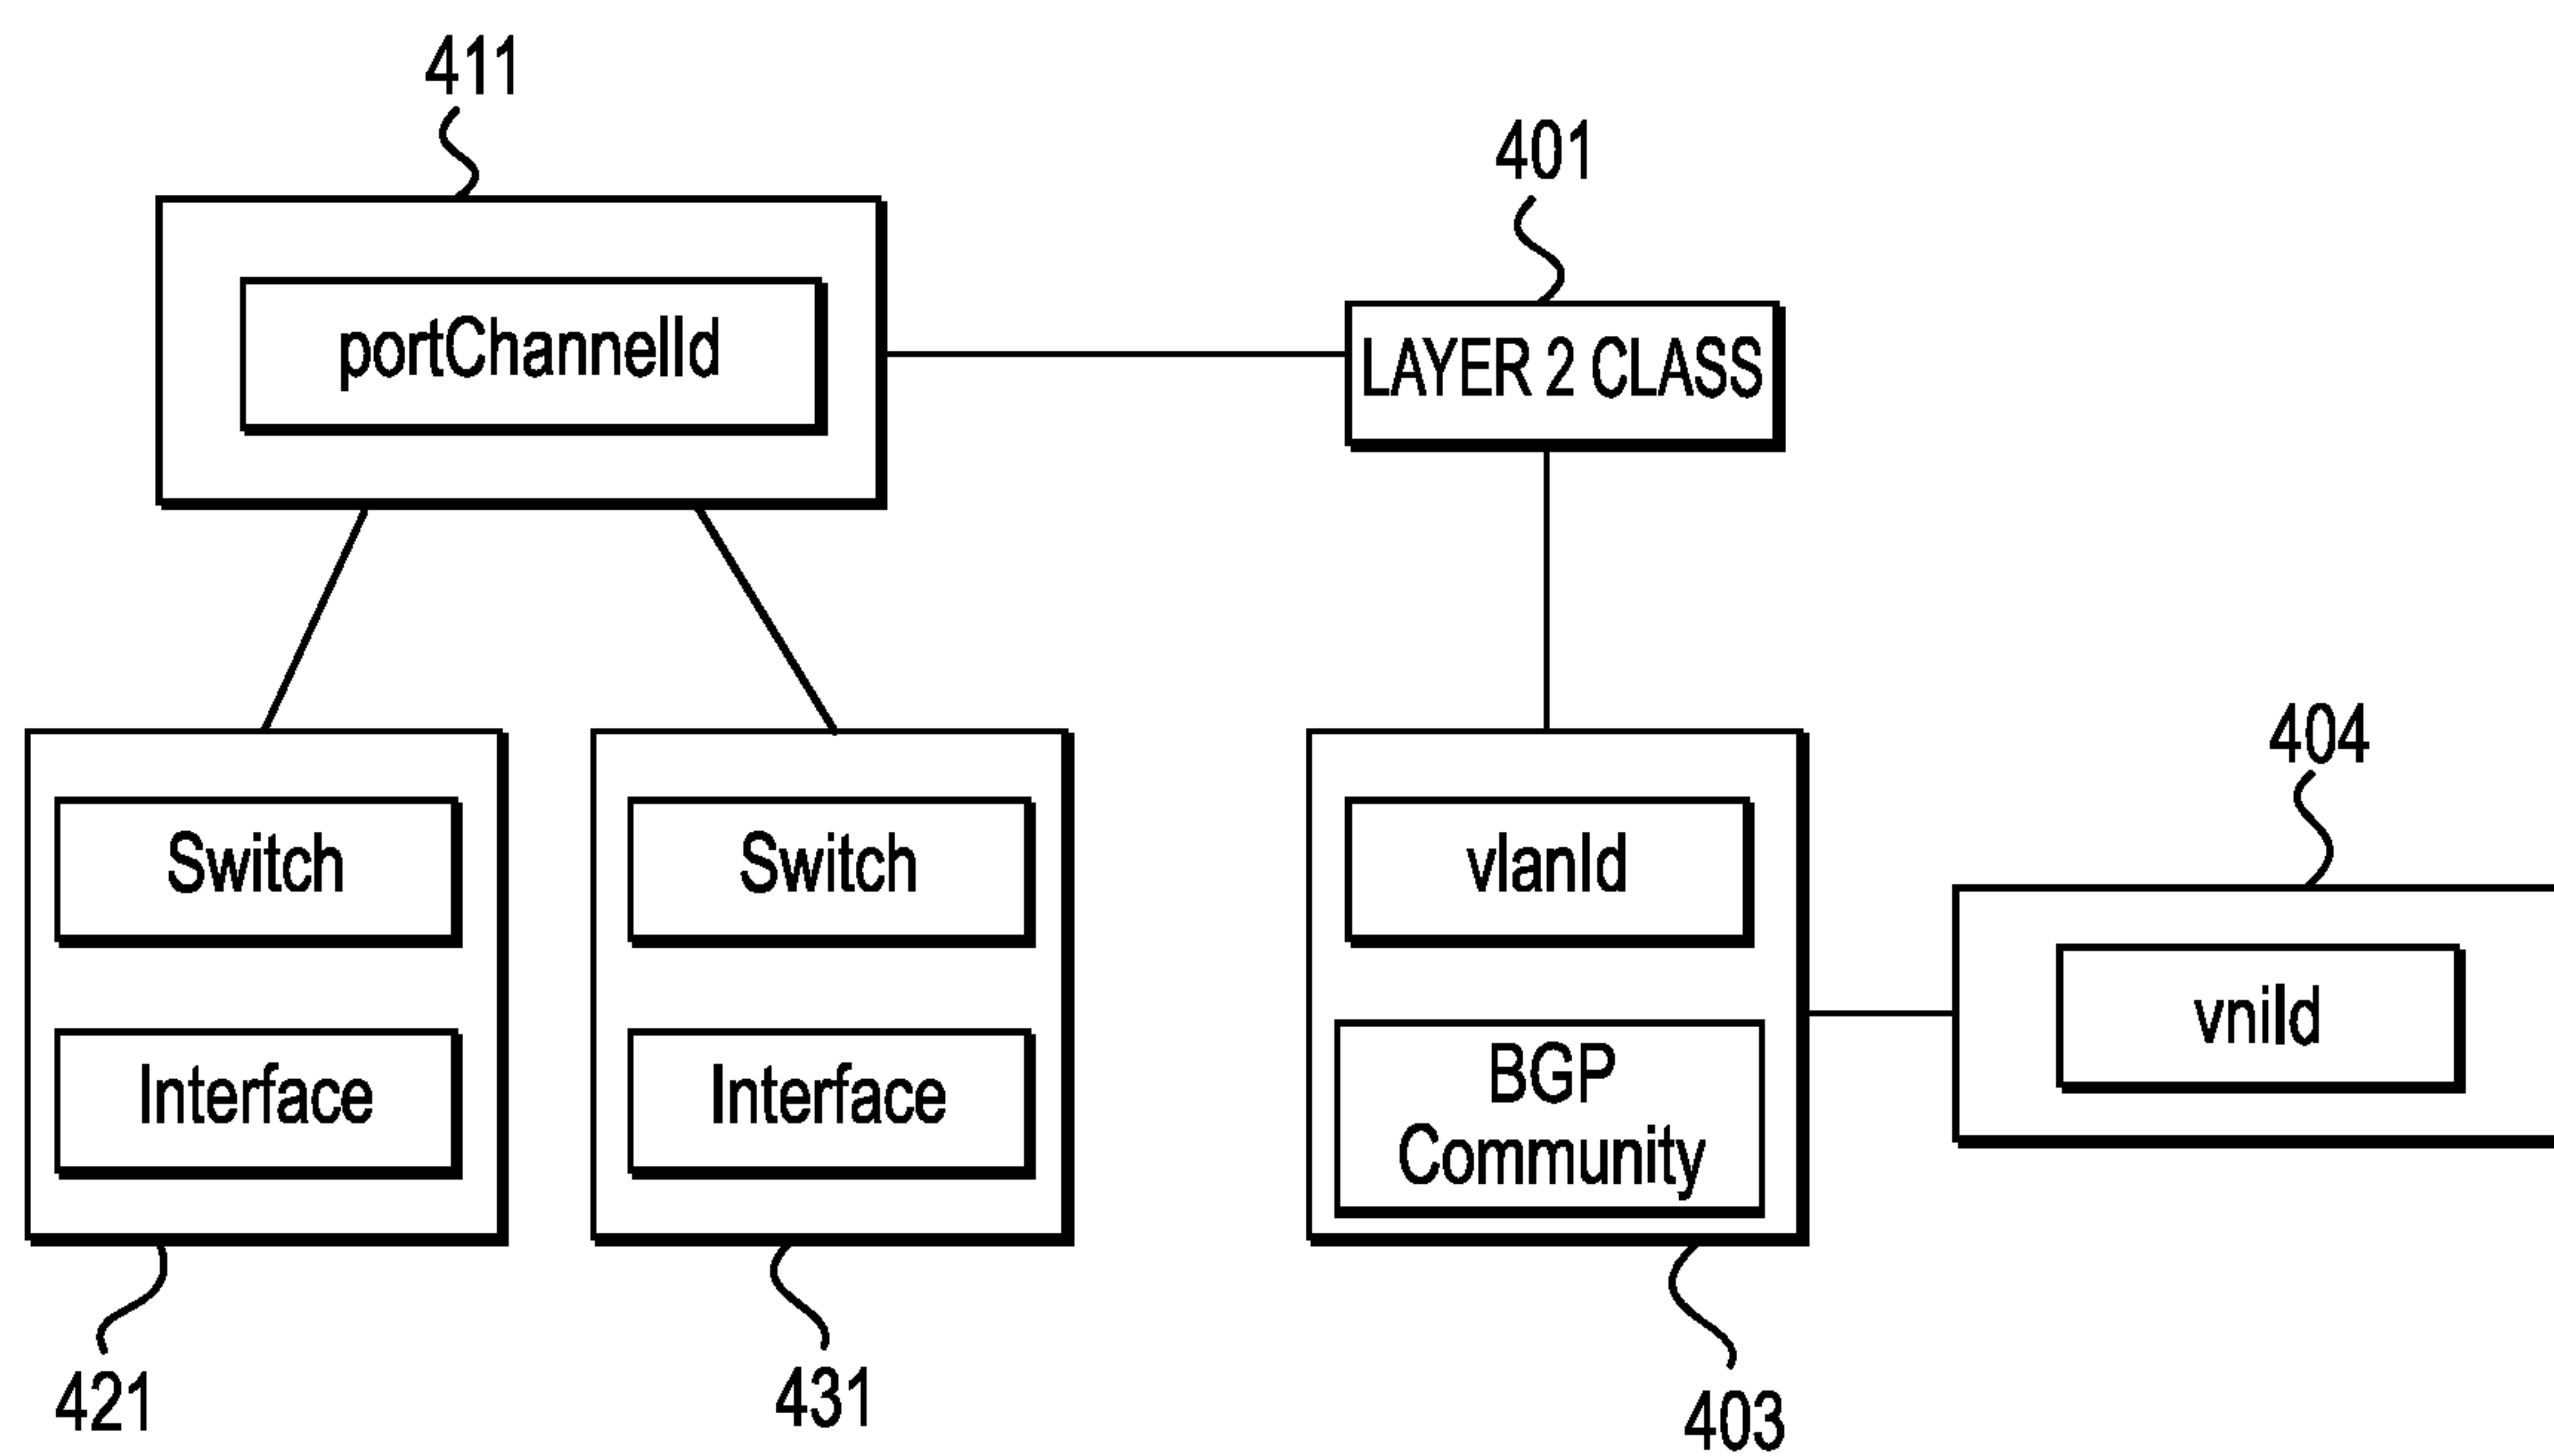 411
401
portChannelId
LAYER 2 CLASS
404
Switch
Switch
vlanId
vniId
Interface
Interface
BGP
Community
421
431
403